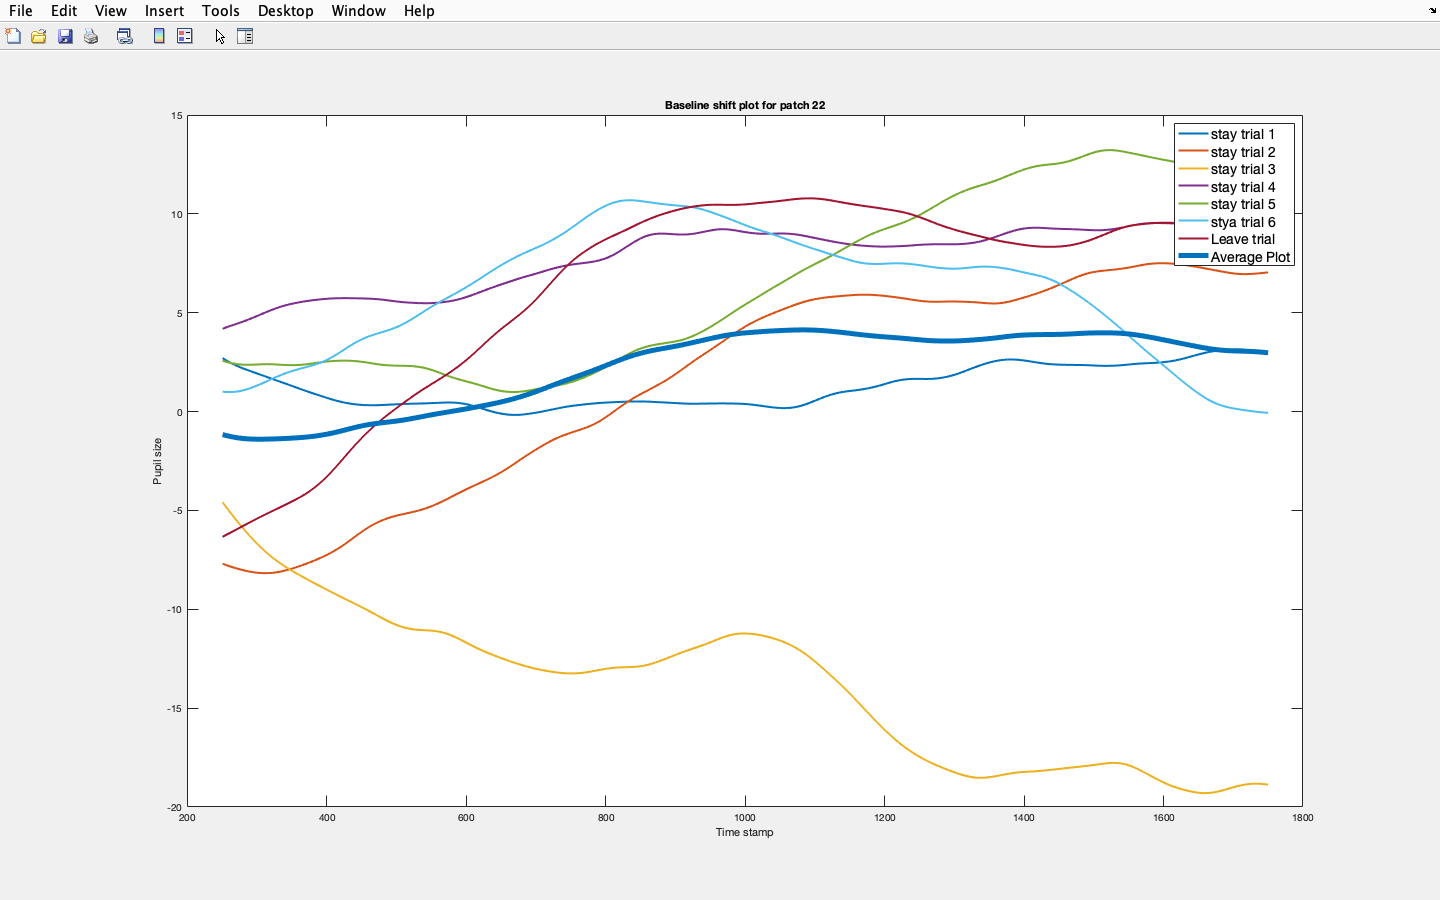 File Edit View Insert Tools Desktop Window Help
Baseline shift plot for patch 22
15
10
5
0
-5
-10
-15
-20
Pupil size
200 400 600 800 1000 1200 1400 1600 1800
Time stamp
stay trial 1
stay trial 2
stay trial 3
stay trial 4
stay trial 5
stya trial 6
Leave trial
Average Plot